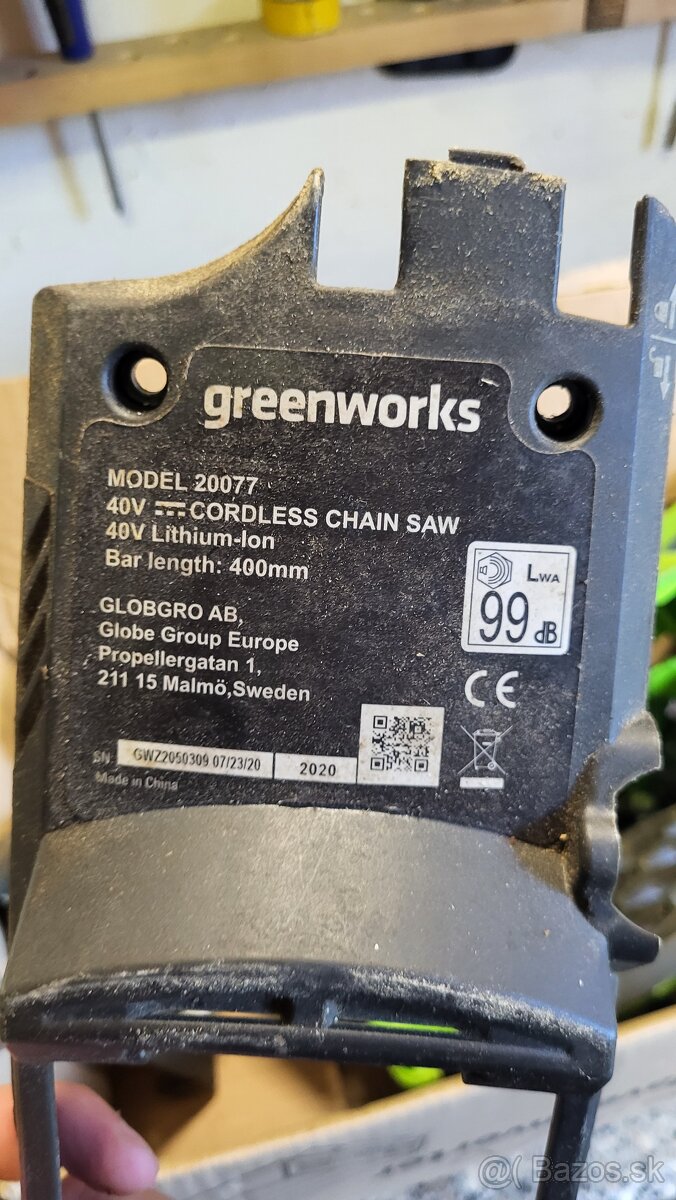 greenworks
MODEL 20077
40V ⎓ CORDLESS CHAIN SAW
40V Lithium-Ion
Bar length: 400mm
LWA
99 dB
GLOBGRO AB,
Globe Group Europe
Propellergatan 1,
211 15 Malmö,Sweden
CE
SN GWZ2050309 07/23/20 2020
Made in China
@( Bazos.sk